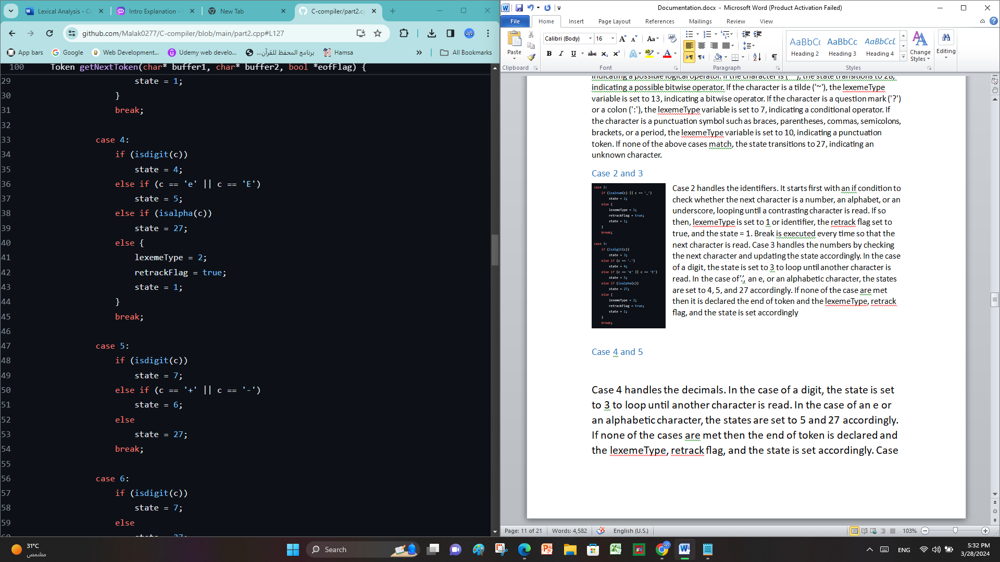 Lexical Analysis - Co
Intro Explanation -
New Tab
C-compiler/part2.cp
github.com/Malak0277/C-compiler/blob/main/part2.cpp#L127
App bars
Google
Web Development...
Udemy web develo...
برنامج المحفظ للقرآن...
Hamsa
»
All Bookmarks
100 Token getNextToken(char* buffer1, char* buffer2, bool *eofFlag) {
29 state = 1;
30 }
31 break;
32
33 case 4:
34 if (isdigit(c))
35 state = 4;
36 else if (c == 'e' || c == 'E')
37 state = 5;
38 else if (isalpha(c))
39 state = 27;
40 else {
41 lexemeType = 2;
42 retrackFlag = true;
43 state = 1;
44 }
45 break;
46
47 case 5:
48 if (isdigit(c))
49 state = 7;
50 else if (c == '+' || c == '-')
51 state = 6;
52 else
53 state = 27;
54 break;
55
56 case 6:
57 if (isdigit(c))
58 state = 7;
59 else
Documentation.docx - Microsoft Word (Product Activation Failed)
File Home Insert Page Layout References Mailings Review View
Paste
Clipboard
Calibri (Body) 16
Font
Paragraph
AaBbCc AaBbCc AaBbCcL
Heading 2 Heading 3 Heading 4
Styles
Change Styles
Editing
indicating a possible logical operator. If the character is ('^'), the state transitions to 28,
indicating a possible bitwise operator. If the character is a tilde ('~'), the lexemeType
variable is set to 13, indicating a bitwise operator. If the character is a question mark ('?')
or a colon (':'), the lexemeType variable is set to 7, indicating a conditional operator. If
the character is a punctuation symbol such as braces, parentheses, commas, semicolons,
brackets, or a period, the lexemeType variable is set to 10, indicating a punctuation
token. If none of the above cases match, the state transitions to 27, indicating an
unknown character.
Case 2 and 3
case 2:
if (isalnum(c) || c == '_')
state = 2;
else {
lexemeType = 1;
retrackFlag = true;
state = 1;
}
break;
case 3:
if (isdigit(c))
state = 3;
else if (c == '.')
state = 4;
else if (c == 'e' || c == 'E')
state = 5;
else if (isalpha(c))
state = 27;
else {
lexemeType = 2;
retrackFlag = true;
state = 1;
}
break;
Case 2 handles the identifiers. It starts first with an if condition to
check whether the next character is a number, an alphabet, or an
underscore, looping until a contrasting character is read. If so
then, lexemeType is set to 1 or identifier, the retrack flag set to
true, and the state = 1. Break is executed every time so that the
next character is read. Case 3 handles the numbers by checking
the next character and updating the state accordingly. In the case
of a digit, the state is set to 3 to loop until another character is
read. In the case of '.', an e, or an alphabetic character, the states
are set to 4, 5, and 27 accordingly. If none of the case are met
then it is declared the end of token and the lexemeType, retrack
flag, and the state is set accordingly
Case 4 and 5
Case 4 handles the decimals. In the case of a digit, the state is set
to 3 to loop until another character is read. In the case of an e or
an alphabetic character, the states are set to 5 and 27 accordingly.
If none of the cases are met then the end of token is declared and
the lexemeType, retrack flag, and the state is set accordingly. Case
Page: 11 of 21 Words: 4,582 English (U.S.) 103%
31°C
مشمس
Search
ENG
5:32 PM
3/28/2024